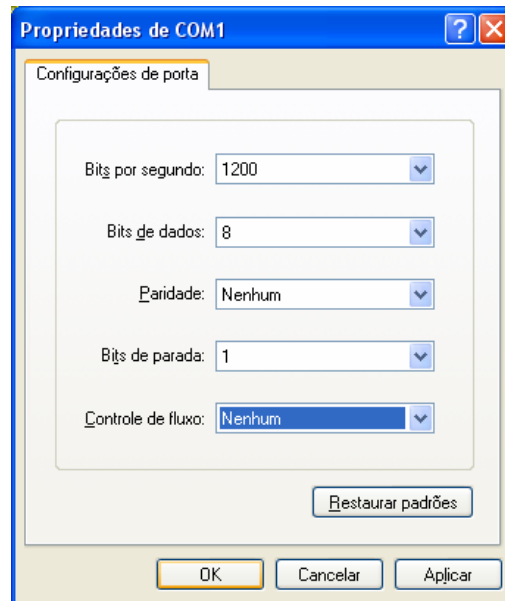 Propriedades de COM1
Configurações de porta
Bits por segundo: 1200
Bits de dados: 8
Paridade: Nenhum
Bits de parada: 1
Controle de fluxo: Nenhum
Restaurar padrões
OK Cancelar Aplicar